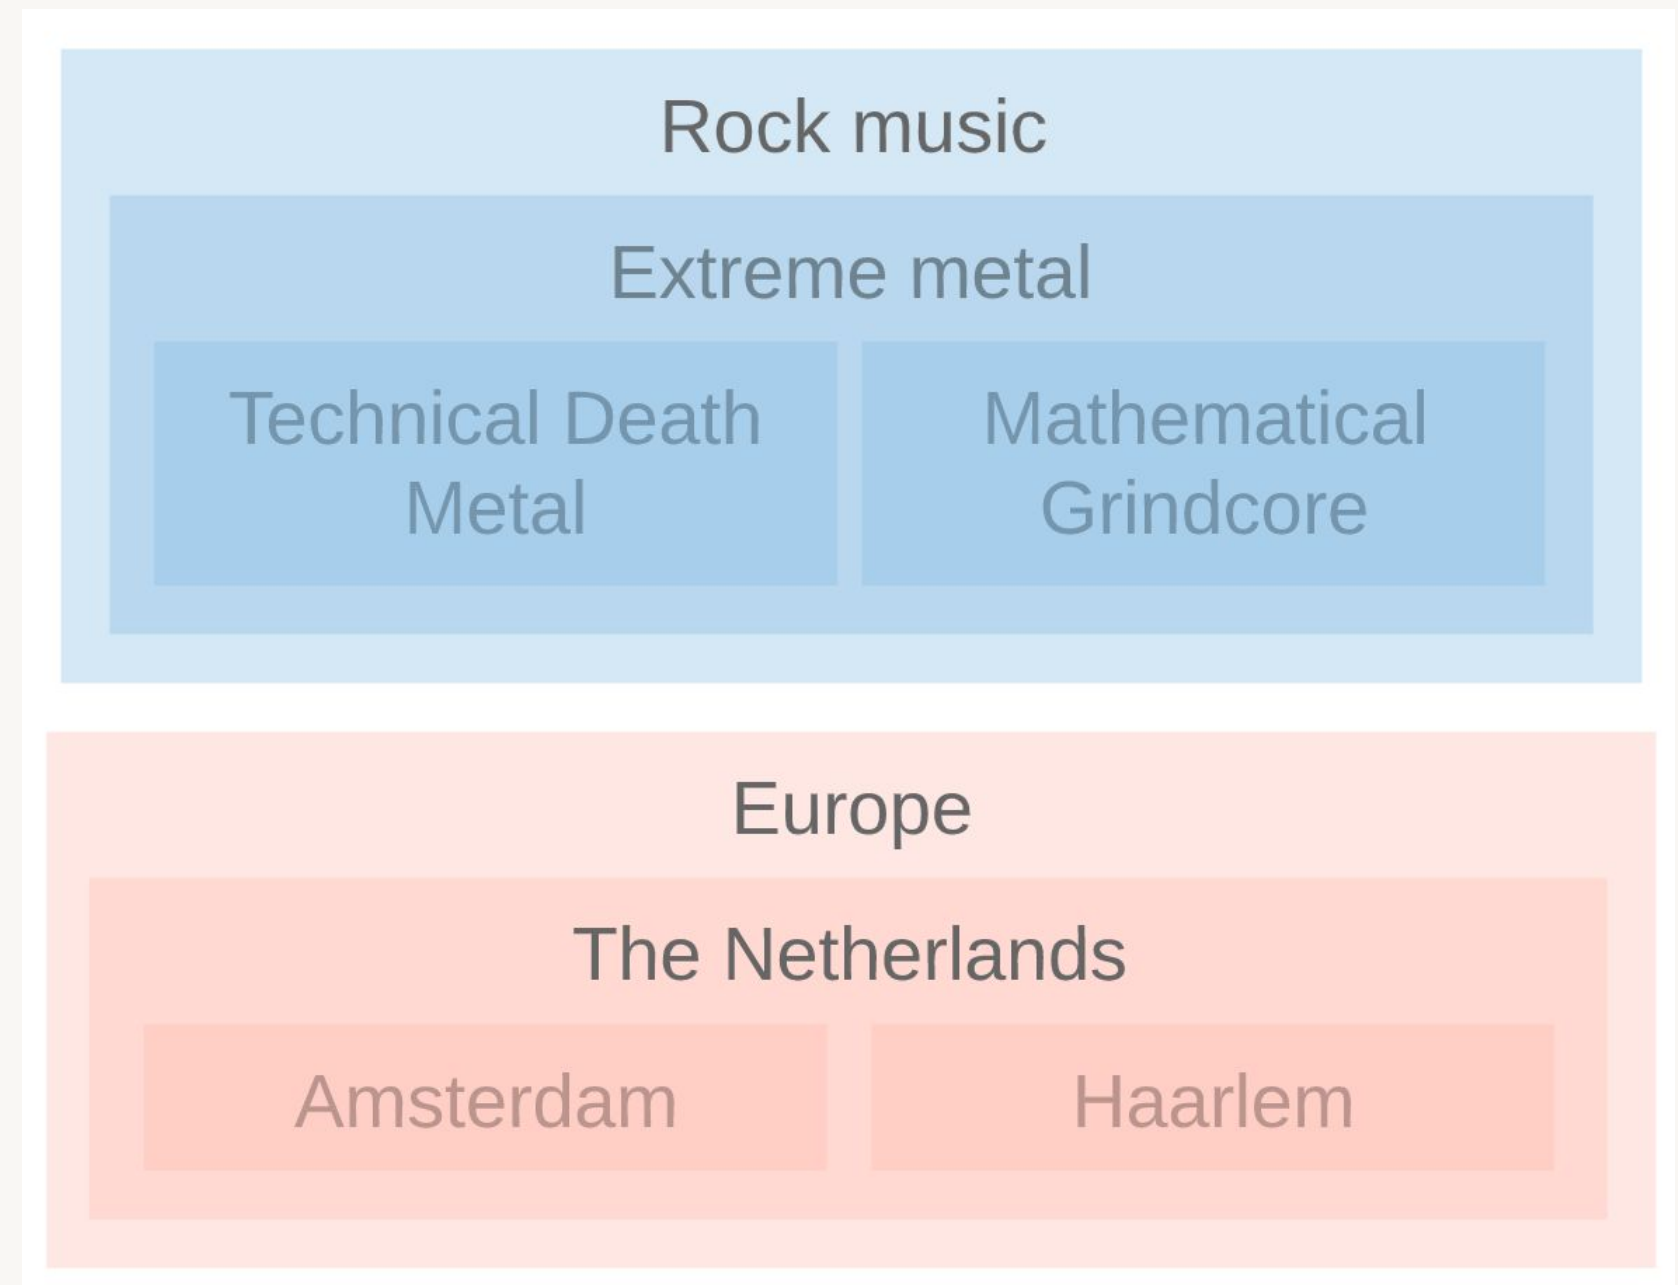 Rock music
Extreme metal
Technical Death
Metal
Mathematical
Grindcore
Europe
The Netherlands
Amsterdam
Haarlem